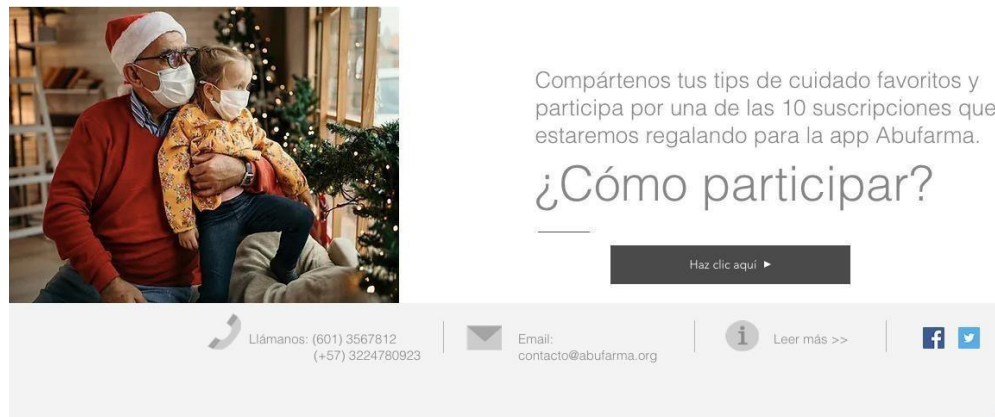 Compártenos tus tips de cuidado favoritos y
participa por una de las 10 suscripciones que
estaremos regalando para la app Abufarma.
¿Cómo participar?
Haz clic aquí ►
Llámanos: (601) 3567812
(+57) 3224780923
Email:
contacto@abufarma.org
Leer más >>